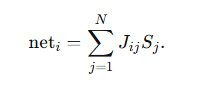 net_i = \sum_{j=1}^{N} J_{ij} S_j.